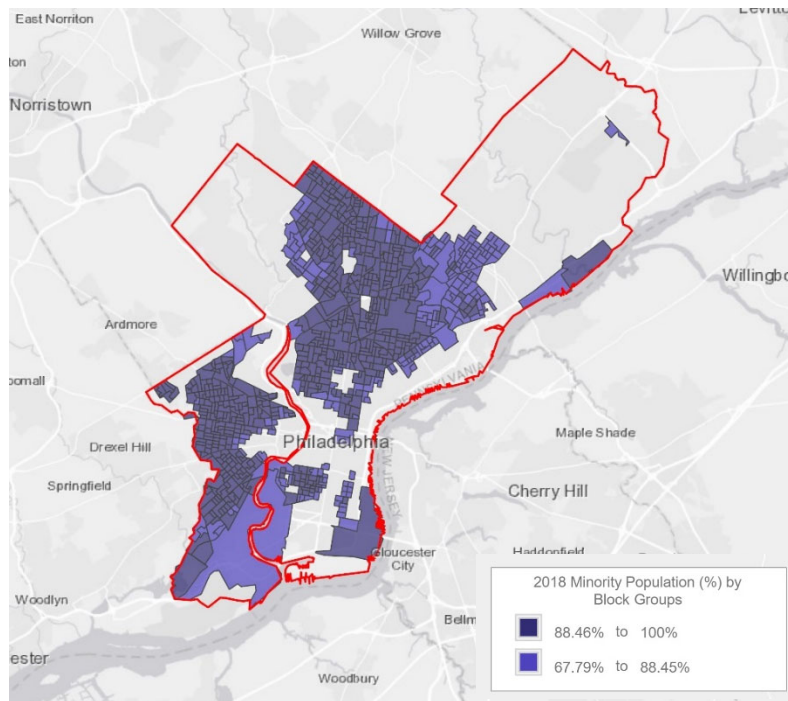 East Norriton
Willow Grove
Levitto
ton
Norristown
Willingbo
Ardmore
oomall
PENNSYLVANIA
Drexel Hill
Philadelphia
Maple Shade
NEW JERSEY
Springfield
Cherry Hill
Gloucester
City
Haddonfield
2018 Minority Population (%) by
Block Groups
Woodlyn
88.46% to 100%
Bellm
67.79% to 88.45%
ester
Woodbury